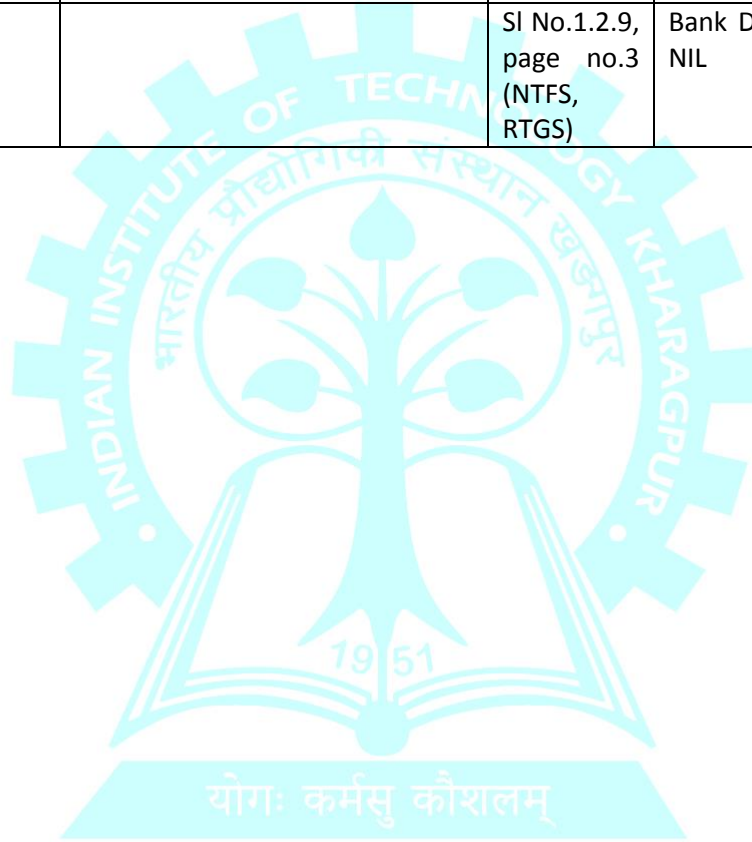 Sl No.1.2.9,
page no.3
(NTFS,
RTGS)
Bank D
NIL
INDIAN INSTITUTE OF TECHNOLOGY KHARAGPUR
भारतीय प्रौद्योगिकी संस्थान खड़गपुर
1951
योगः कर्मसु कौशलम्